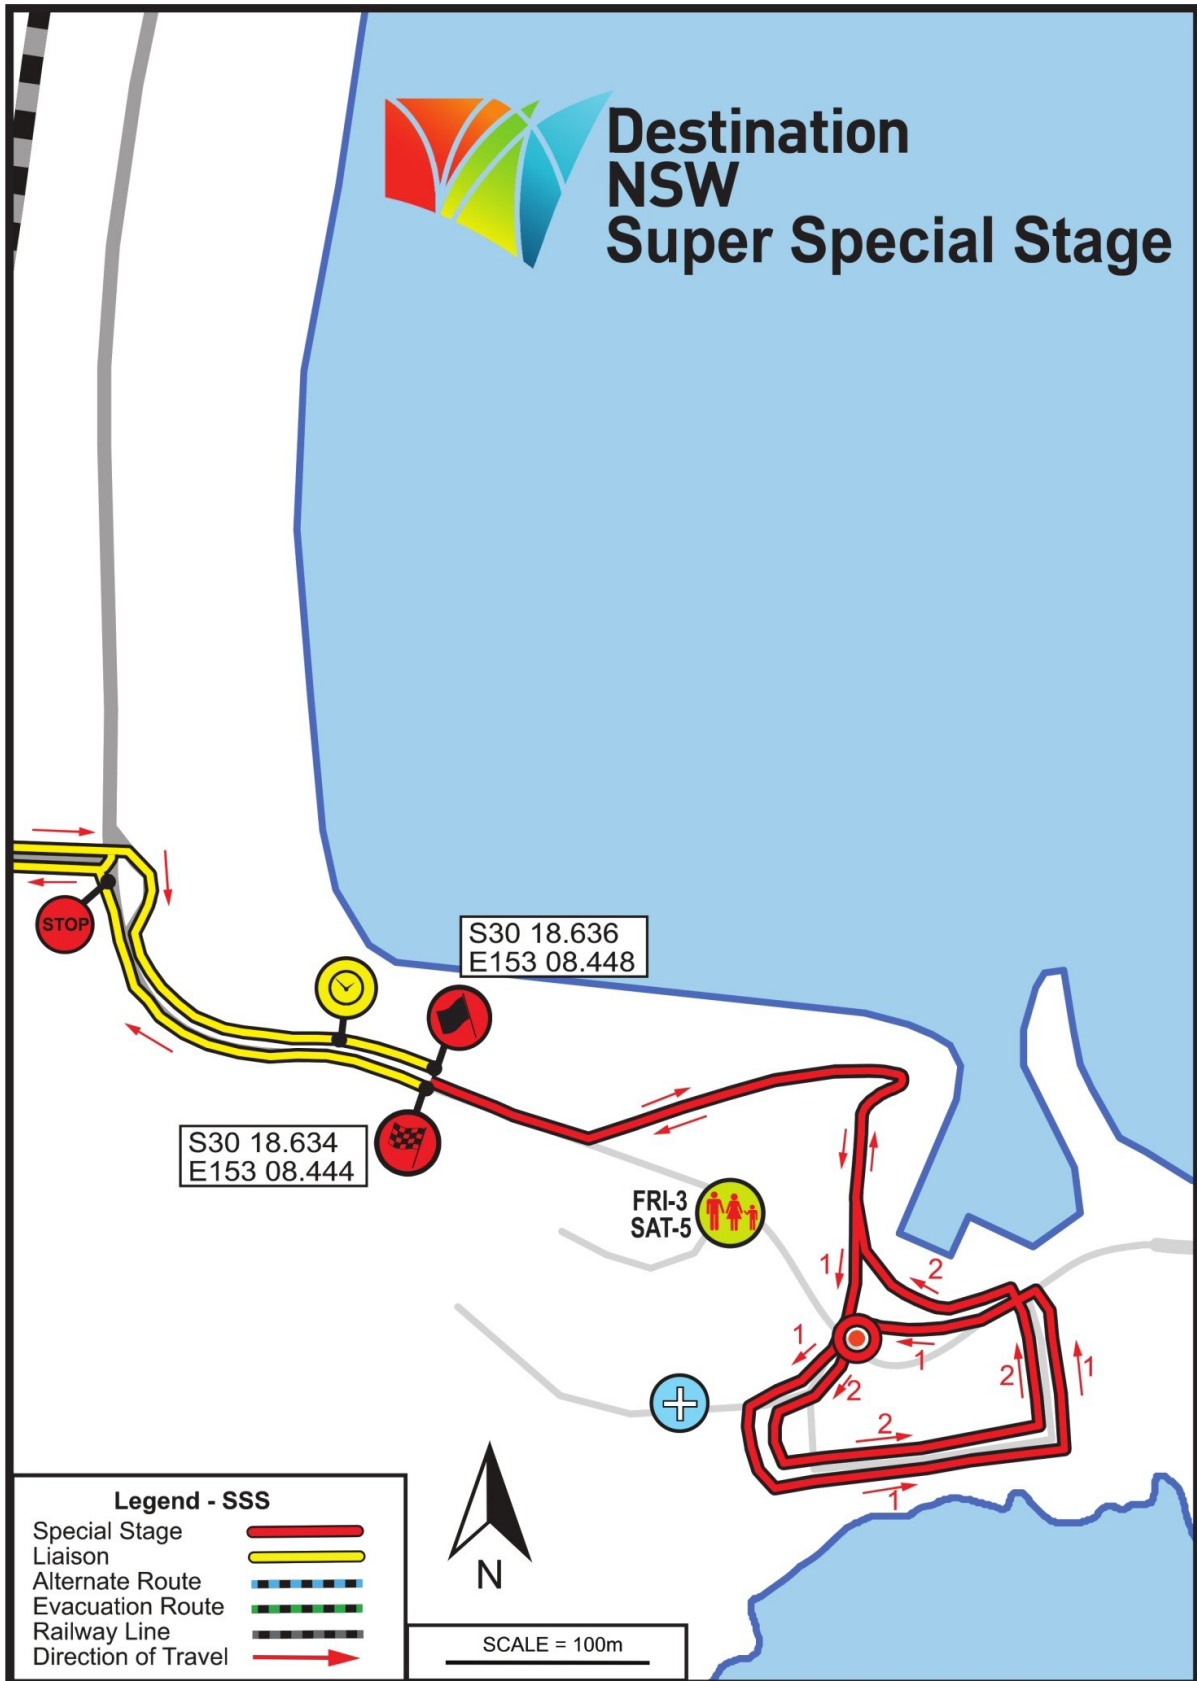 Destination
NSW
Super Special Stage
STOP
S30 18.636
E153 08.448
S30 18.634
E153 08.444
FRI-3
SAT-5
1
2
1
1
2
2
1
2
1
Legend - SSS
Special Stage
Liaison
Alternate Route
Evacuation Route
Railway Line
Direction of Travel
N
SCALE = 100m